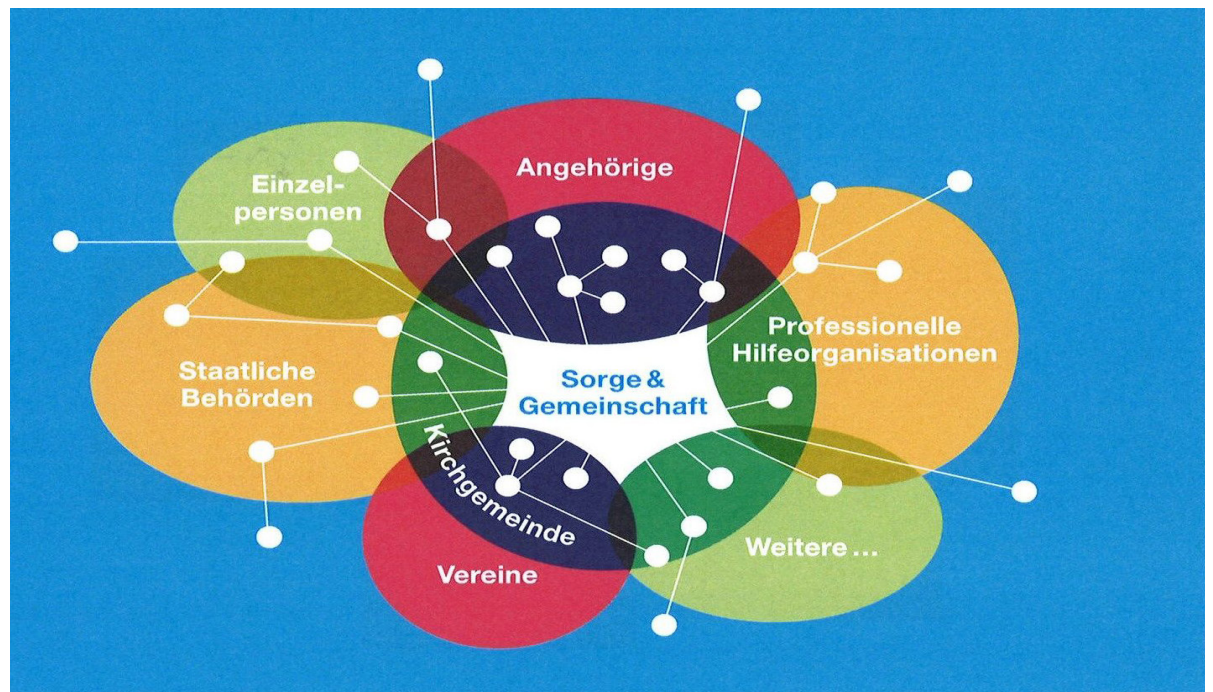 Angehörige
Einzel-
personen
Professionelle
Hilfeorganisationen
Staatliche
Behörden
Sorge &
Gemeinschaft
Kirchgemeinde
Weitere ...
Vereine